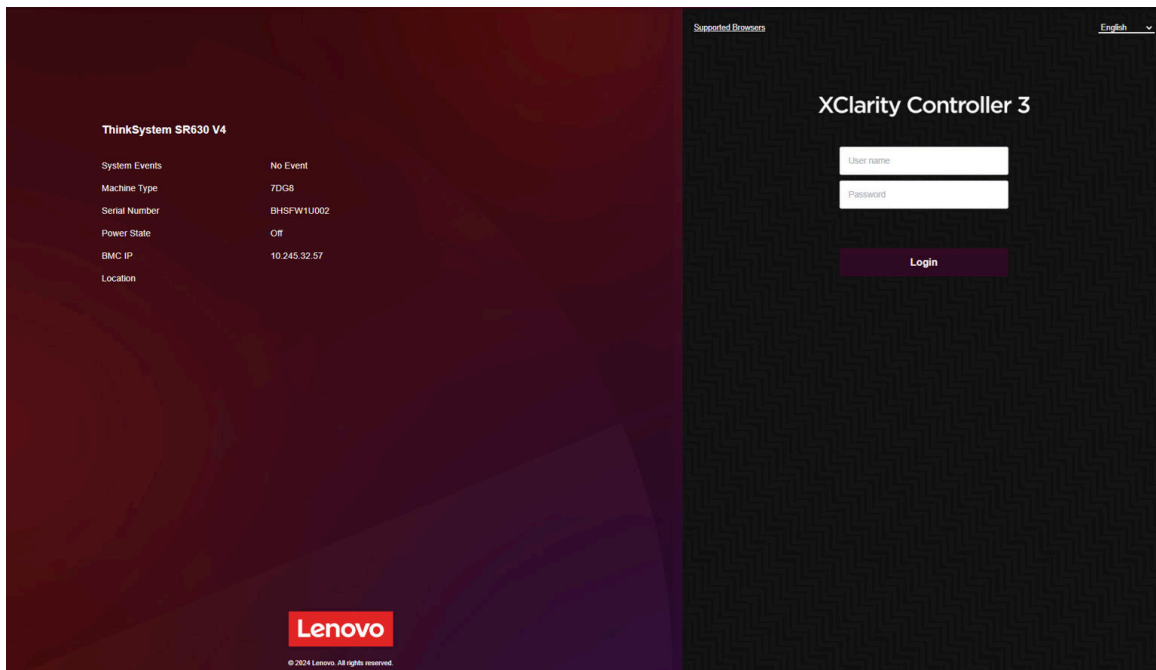 Supported Browsers
English
XClarity Controller 3
User name
Password
Login
ThinkSystem SR630 V4
System Events No Event
Machine Type 7DG8
Serial Number BHSFW1U002
Power State Off
BMC IP 10.245.32.57
Location
Lenovo
© 2024 Lenovo. All rights reserved.